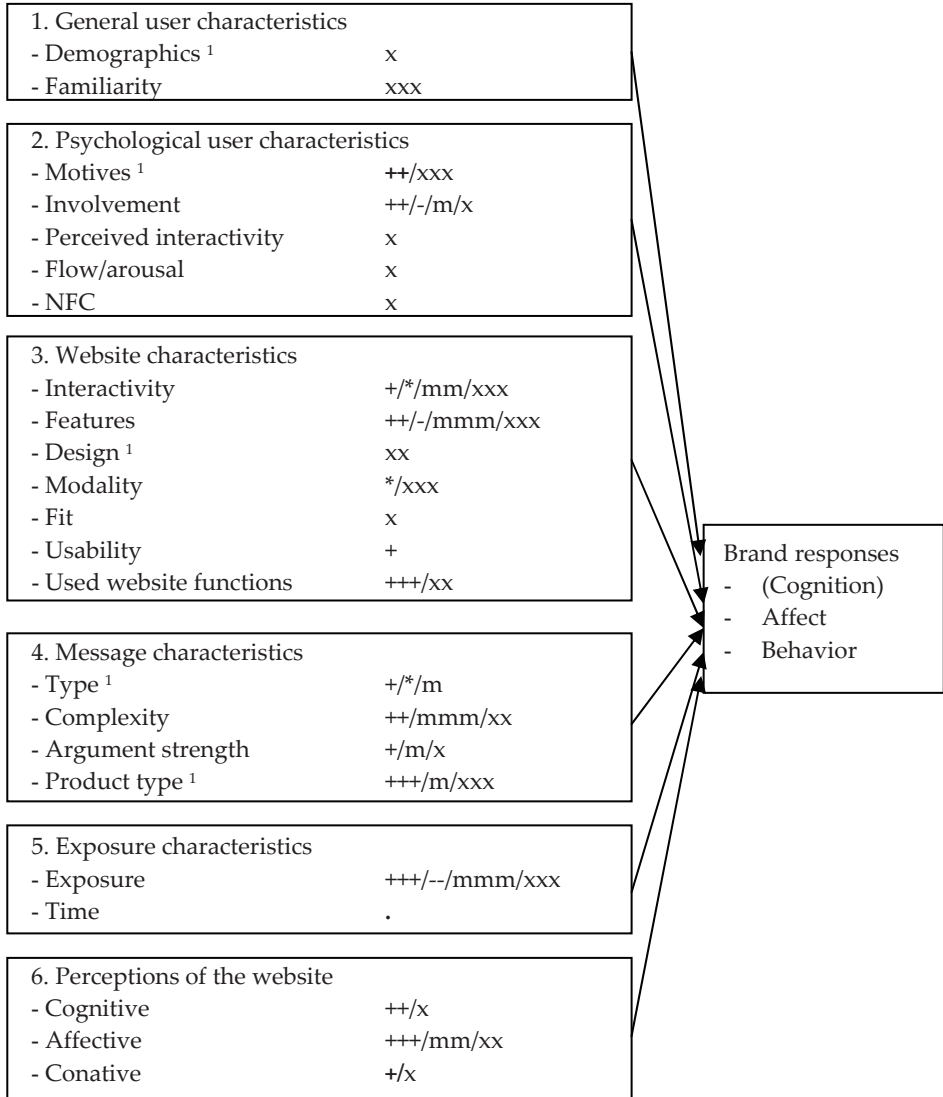 1. General user characteristics
- Demographics ¹ x
- Familiarity xxx
2. Psychological user characteristics
- Motives ¹ ++/xxx
- Involvement ++/-/m/x
- Perceived interactivity x
- Flow/arousal x
- NFC x
3. Website characteristics
- Interactivity +/*/mm/xxx
- Features ++/-/mmm/xxx
- Design ¹ xx
- Modality */xxx
- Fit x
- Usability +
- Used website functions +++/xx
4. Message characteristics
- Type ¹ +/*/m
- Complexity ++/mmm/xx
- Argument strength +/m/x
- Product type ¹ +++/m/xxx
5. Exposure characteristics
- Exposure +++/--/mmm/xxx
- Time .
6. Perceptions of the website
- Cognitive ++/x
- Affective +++/mm/xx
- Conative +/x
Brand responses
- (Cognition)
- Affect
- Behavior